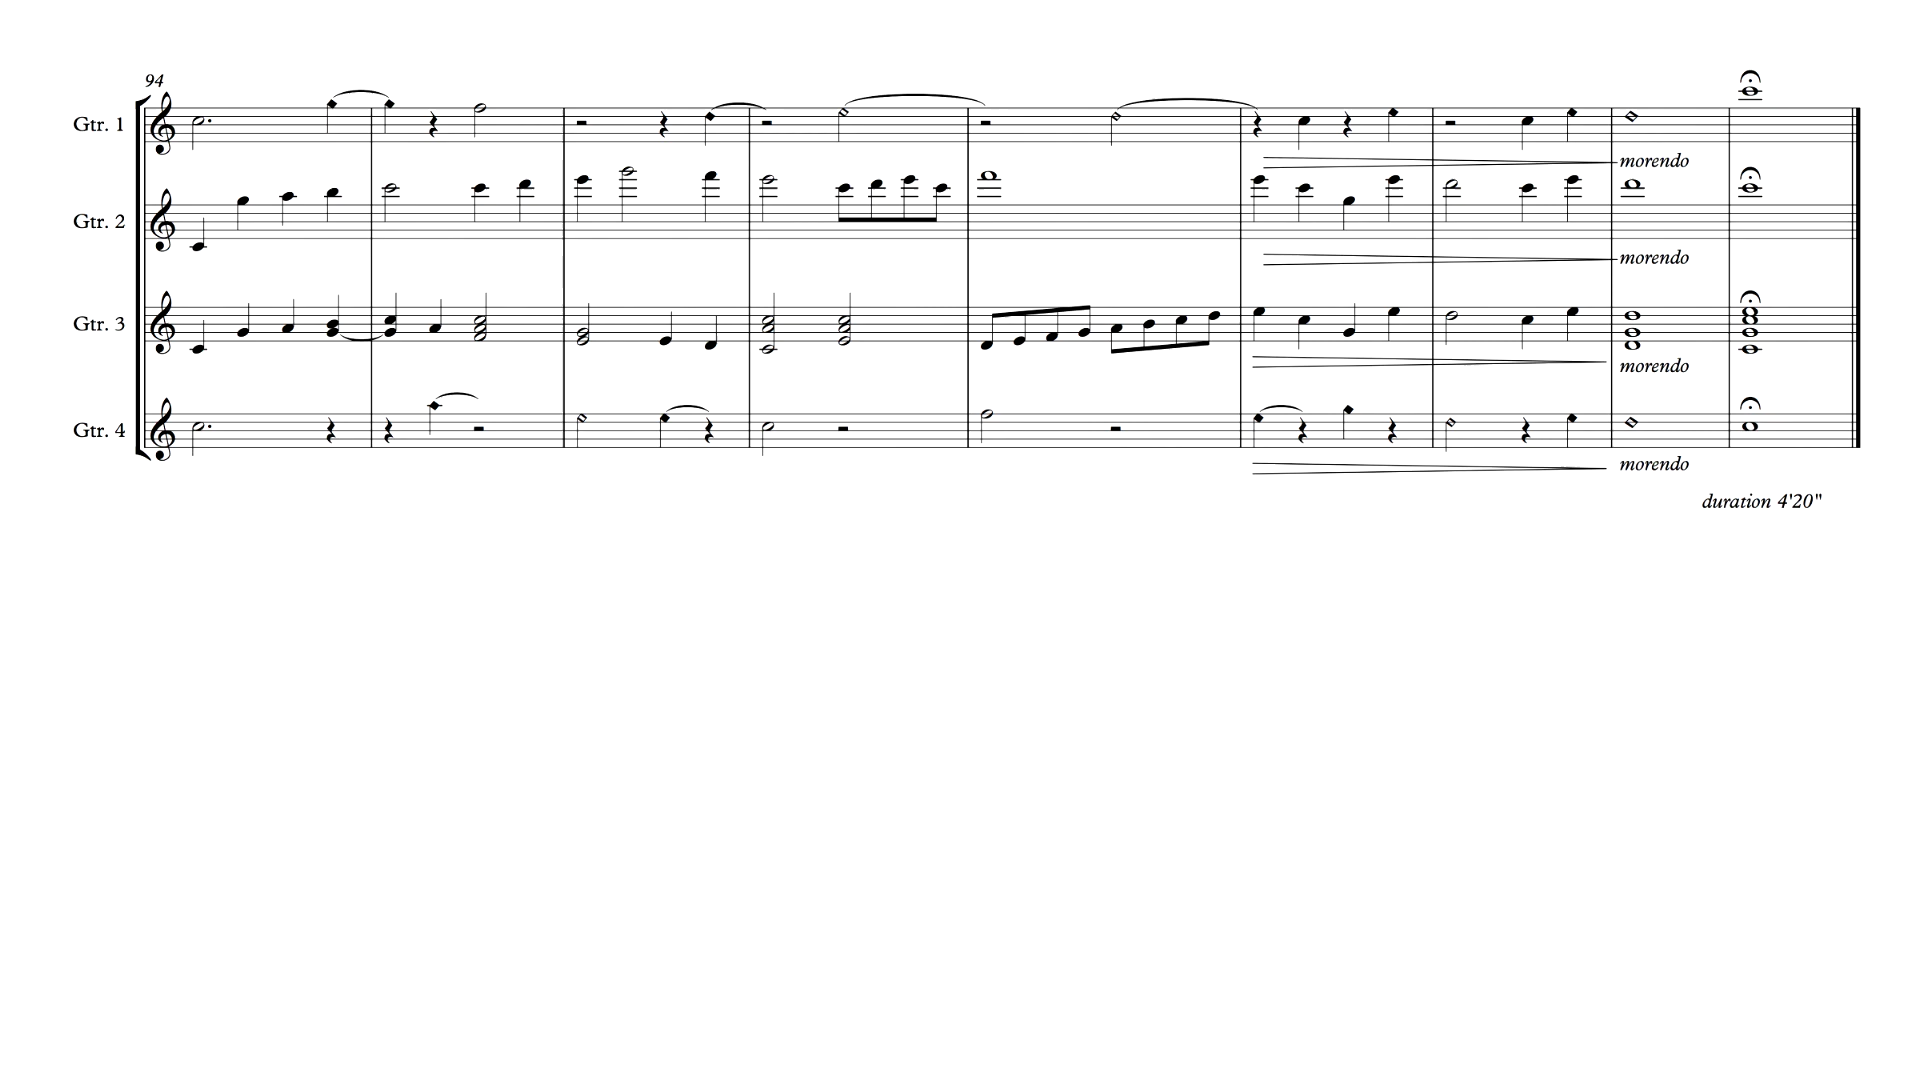 94
Gtr. 1
morendo
Gtr. 2
morendo
Gtr. 3
morendo
Gtr. 4
morendo
duration 4'20"